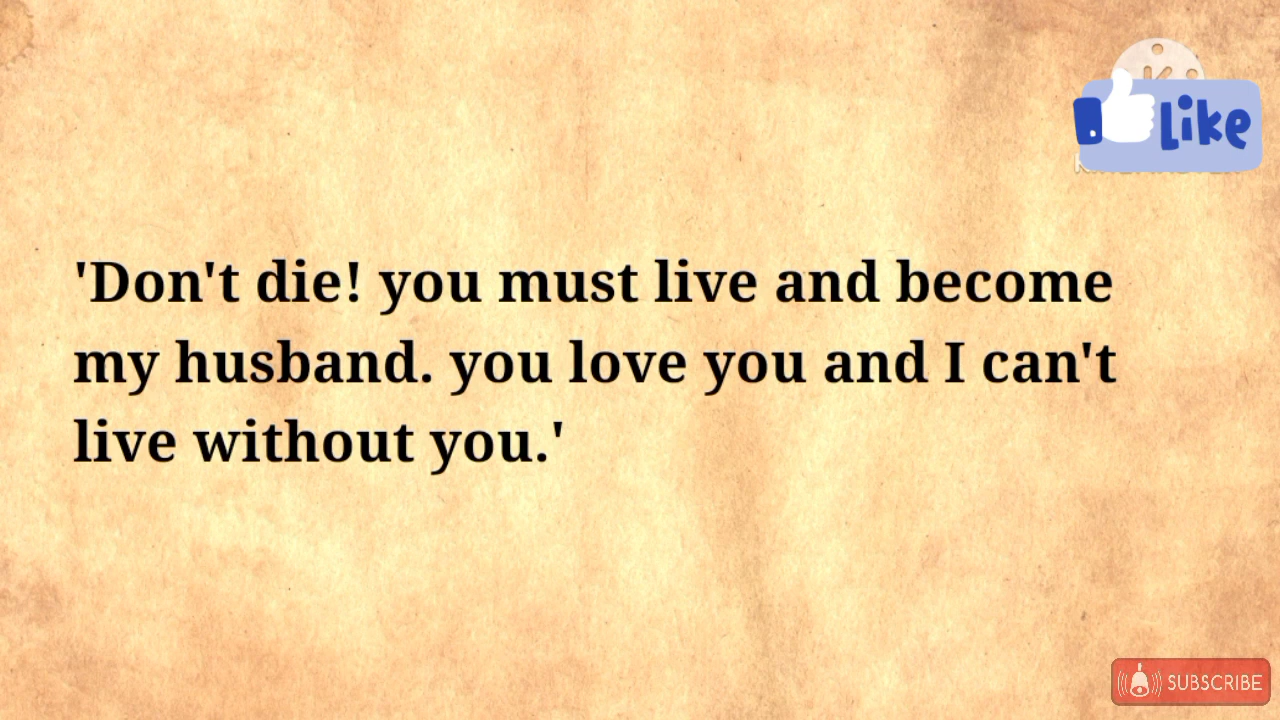 Like
'Don't die! you must live and become
my husband. you love you and I can't
live without you.'
SUBSCRIBE